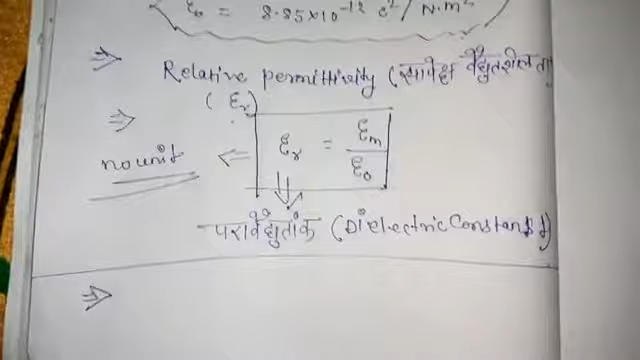 ε₀ = 8.85×10⁻¹² c²/N.m²
⇒ Relative permittivity (सापेक्ष वैद्युतशीलता)
(εᵣ)
⇒ no unit ⇐ εᵣ = εₘ/ε₀
⇓
परावैद्युतांक (Dielectric Constant)
⇒